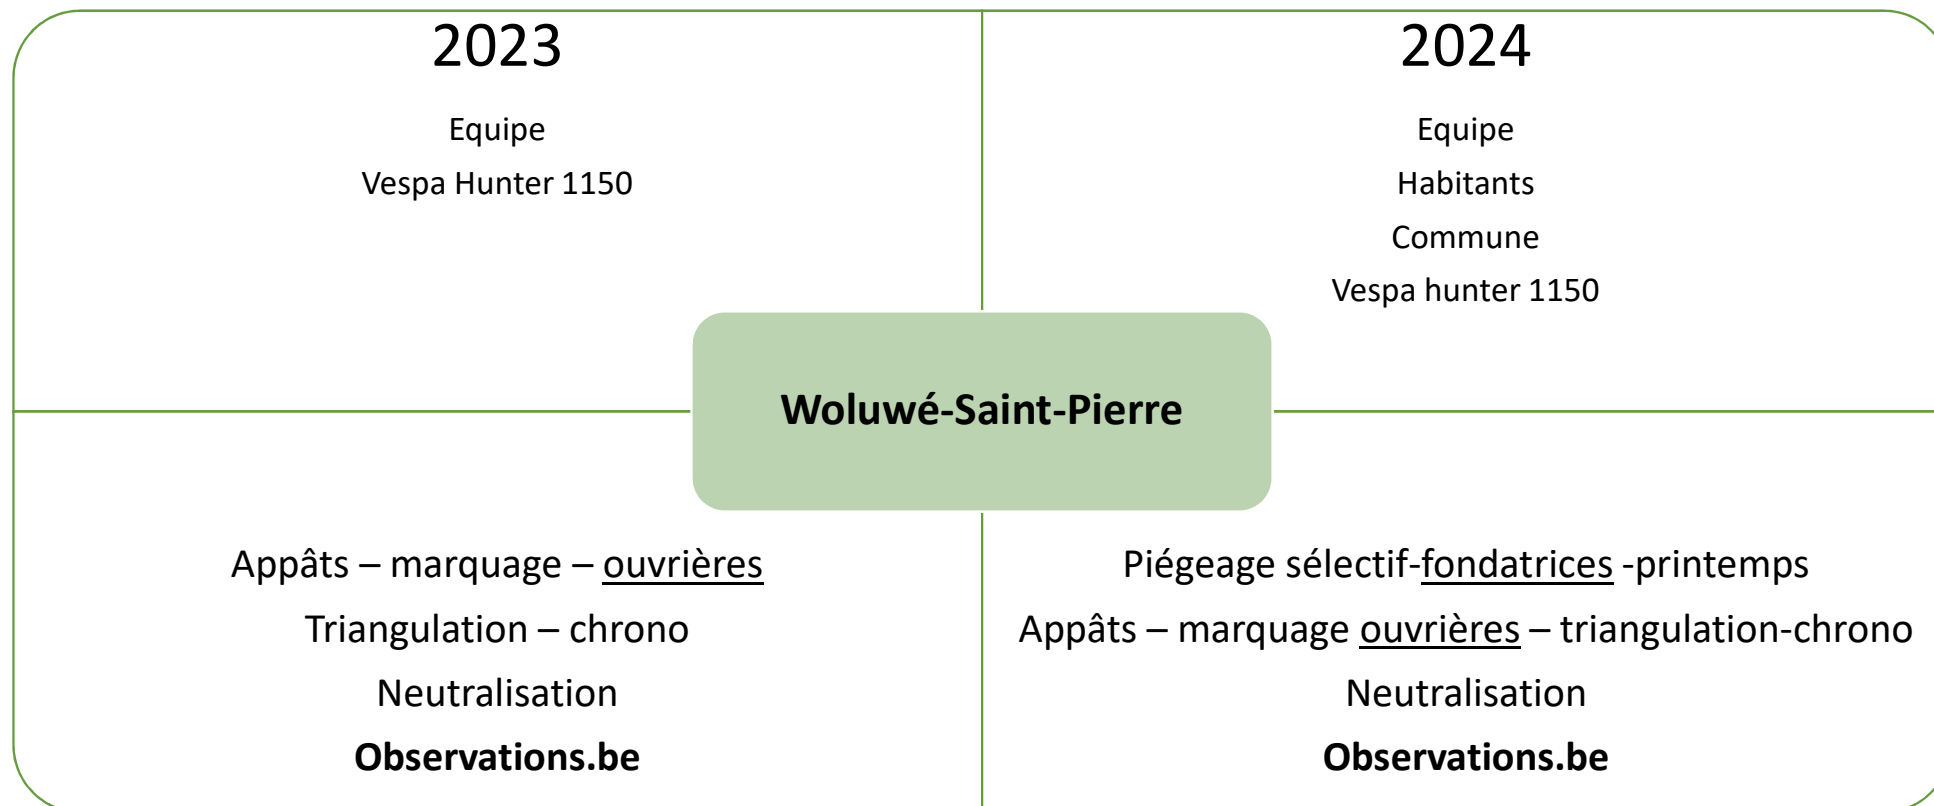 2023
Equipe
Vespa Hunter 1150
2024
Equipe
Habitants
Commune
Vespa hunter 1150
Woluwé-Saint-Pierre
Appâts – marquage – ouvrières
Triangulation – chrono
Neutralisation
Observations.be
Piégeage sélectif-fondatrices -printemps
Appâts – marquage ouvrières – triangulation-chrono
Neutralisation
Observations.be